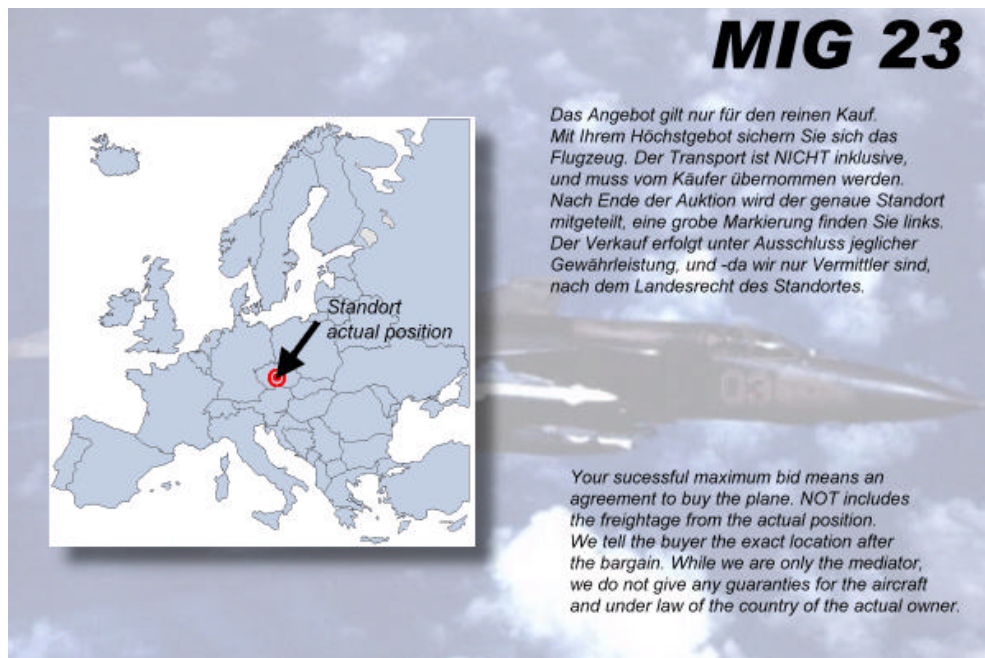 MIG 23
Das Angebot gilt nur für den reinen Kauf.
Mit Ihrem Höchstgebot sichern Sie sich das
Flugzeug. Der Transport ist NICHT inklusive,
und muss vom Käufer übernommen werden.
Nach Ende der Auktion wird der genaue Standort
mitgeteilt, eine grobe Markierung finden Sie links.
Der Verkauf erfolgt unter Ausschluss jeglicher
Gewährleistung, und -da wir nur Vermittler sind,
nach dem Landesrecht des Standortes.
Standort
actual position
03
Your sucessful maximum bid means an
agreement to buy the plane. NOT includes
the freightage from the actual position.
We tell the buyer the exact location after
the bargain. While we are only the mediator,
we do not give any guaranties for the aircraft
and under law of the country of the actual owner.